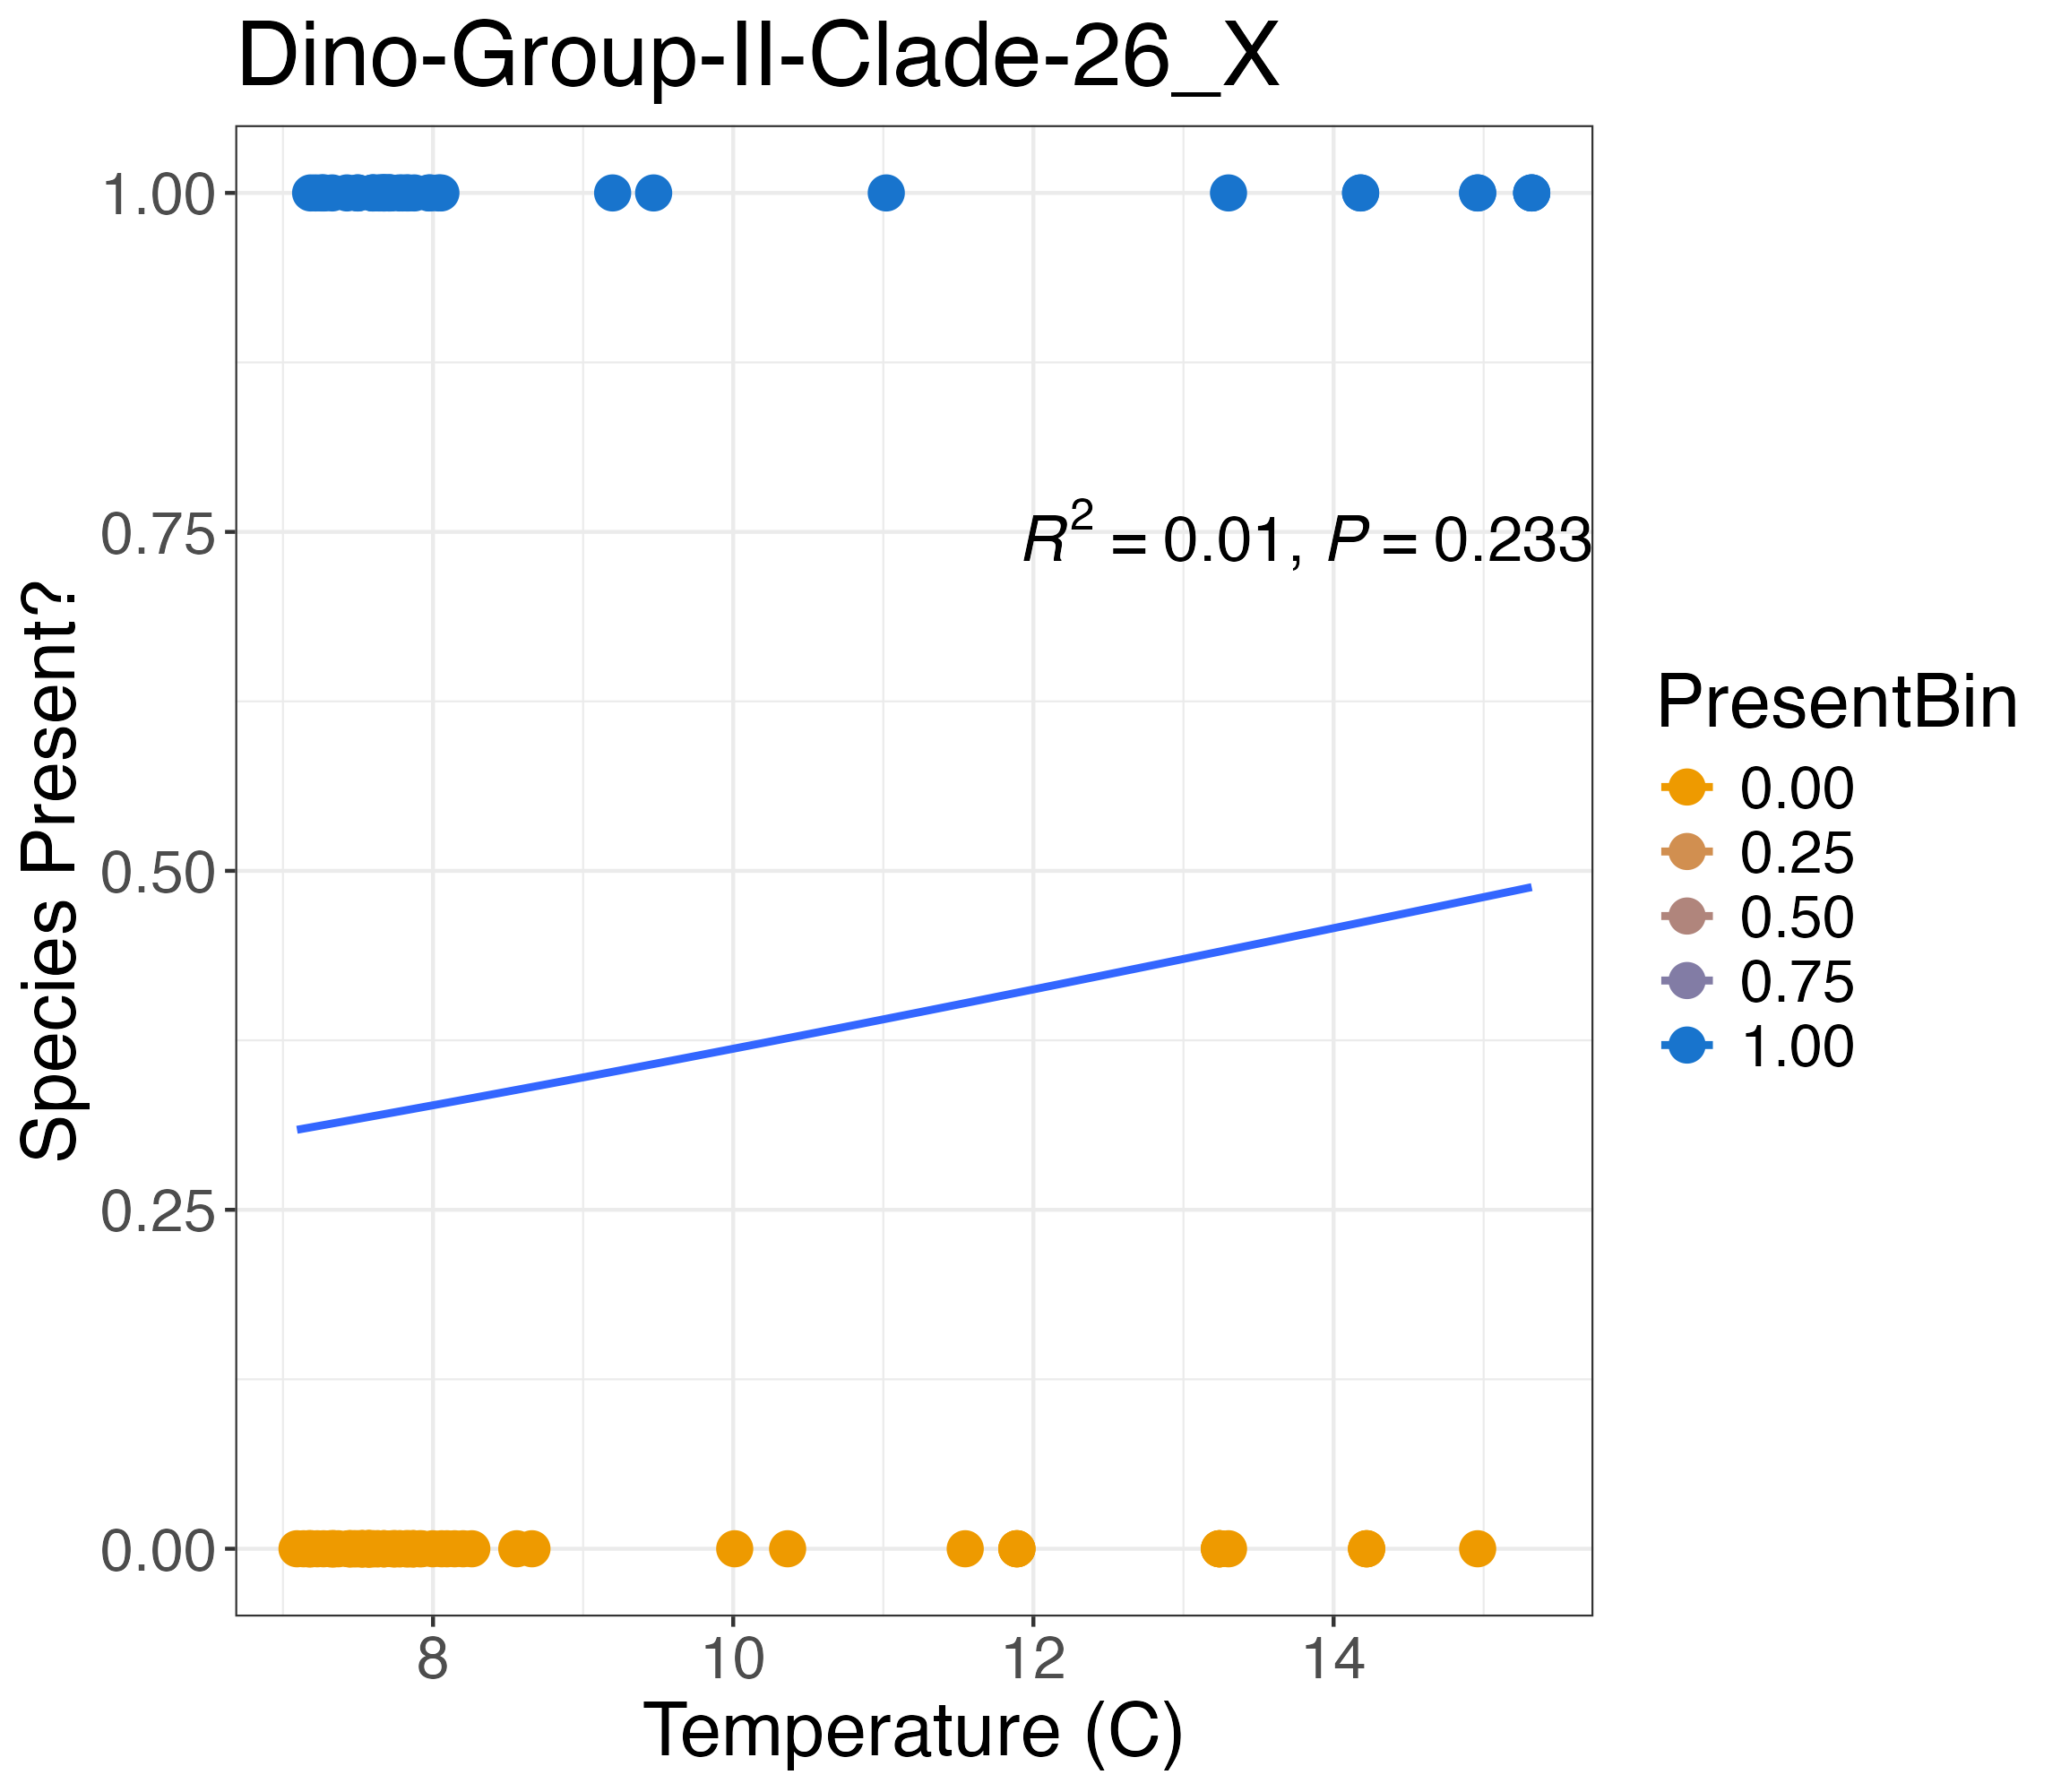 Dino-Group-II-Clade-26_X
1.00
0.75
0.50
0.25
0.00
Species Present?
R² = 0.01, P = 0.233
8 10 12 14
Temperature (C)
PresentBin
0.00
0.25
0.50
0.75
1.00